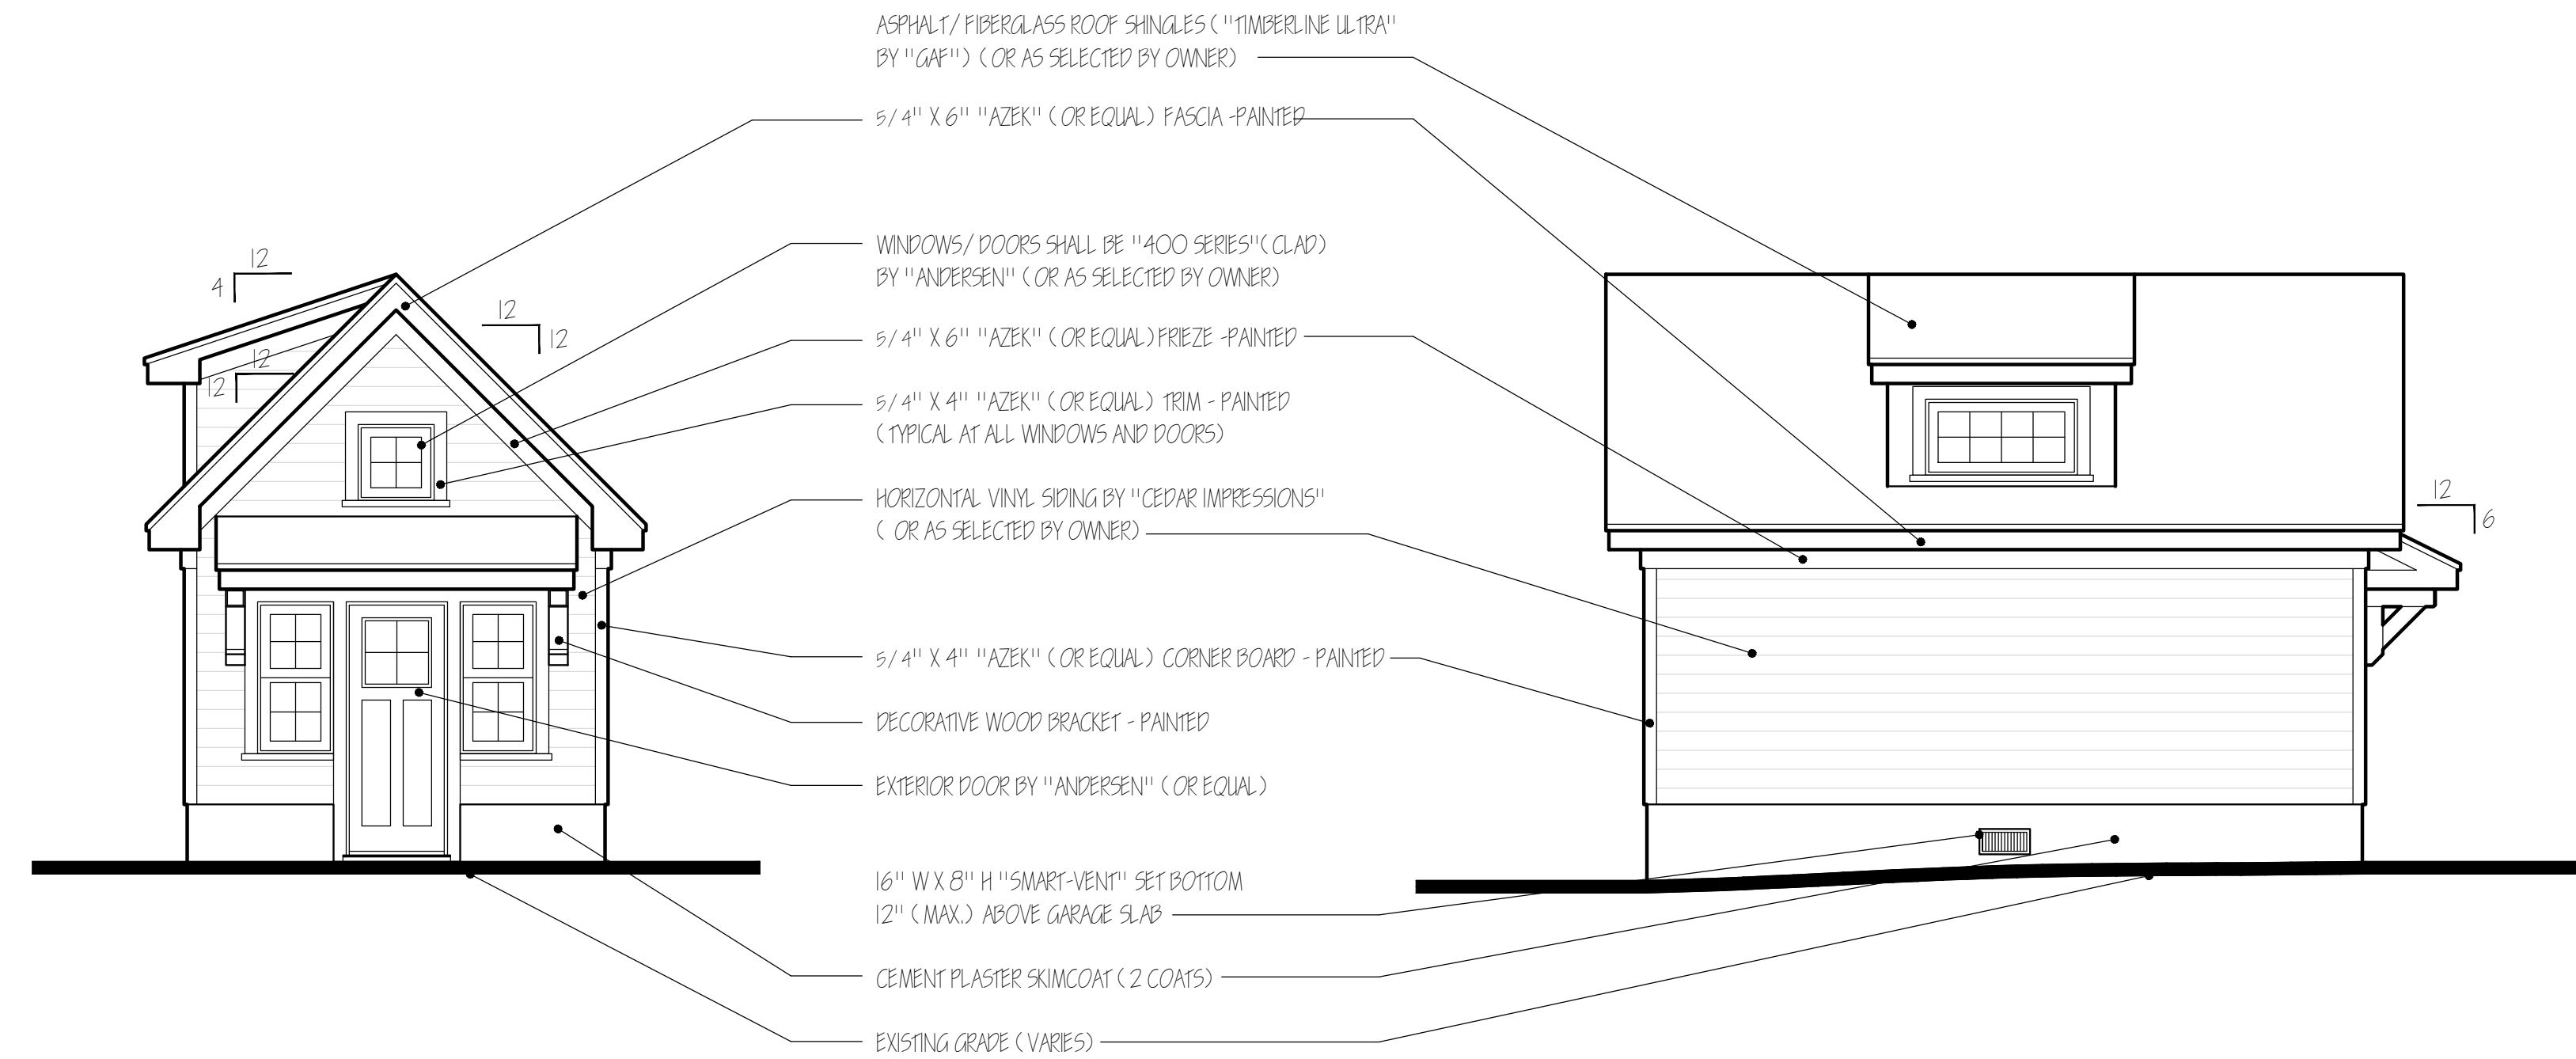 ASPHALT/ FIBERGLASS ROOF SHINGLES ( "TIMBERLINE ULTRA"
BY "GAF") ( OR AS SELECTED BY OWNER)
5/4" X 6" "AZEK" ( OR EQUAL) FASCIA -PAINTED
WINDOWS/ DOORS SHALL BE "400 SERIES"( CLAD)
BY "ANDERSEN" ( OR AS SELECTED BY OWNER)
12
4
12
12
12
12
5/4" X 6" "AZEK" ( OR EQUAL) FRIEZE -PAINTED
5/4" X 4" "AZEK" ( OR EQUAL) TRIM - PAINTED
( TYPICAL AT ALL WINDOWS AND DOORS)
HORIZONTAL VINYL SIDING BY "CEDAR IMPRESSIONS"
( OR AS SELECTED BY OWNER)
12
6
5/4" X 4" "AZEK" ( OR EQUAL) CORNER BOARD - PAINTED
DECORATIVE WOOD BRACKET - PAINTED
EXTERIOR DOOR BY "ANDERSEN" ( OR EQUAL)
16" W X 8" H "SMART-VENT" SET BOTTOM
12" ( MAX.) ABOVE GARAGE SLAB
CEMENT PLASTER SKIMCOAT ( 2 COATS)
EXISTING GRADE ( VARIES)